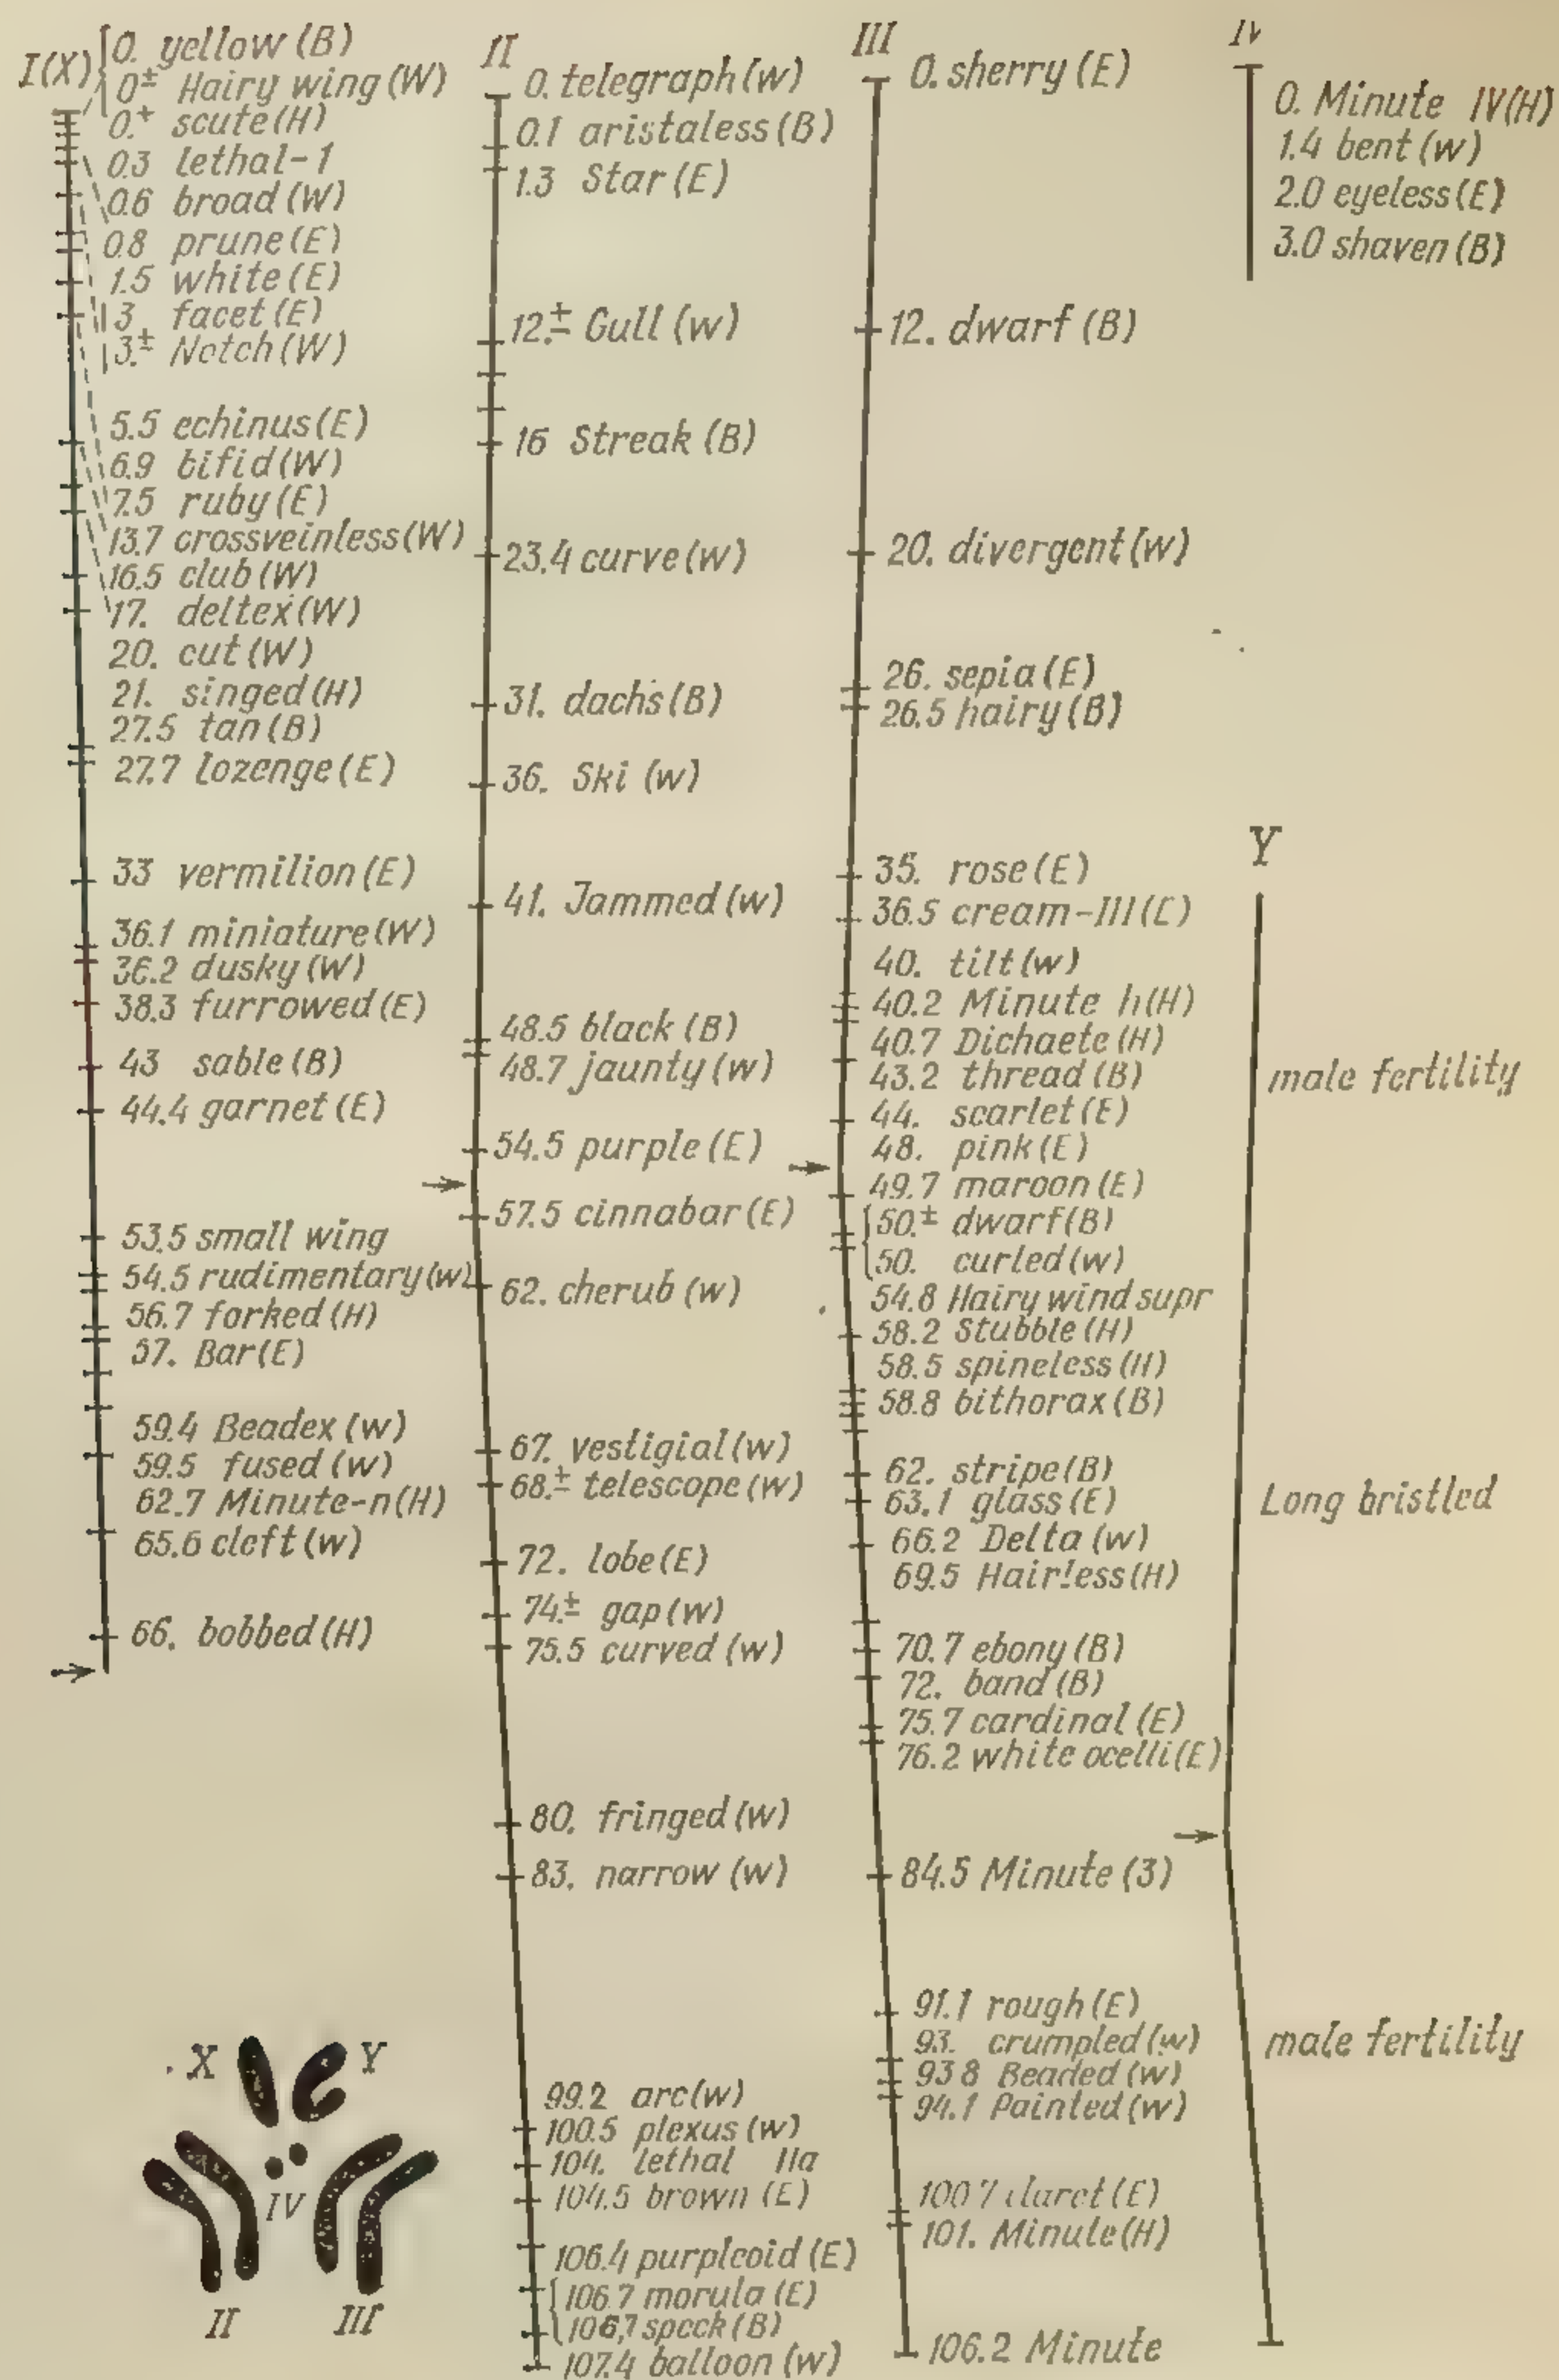 I(X)
0. yellow (B)
0± Hairy wing (W)
0.+ scute (H)
0.3 lethal-1
0.6 broad (W)
0.8 prune (E)
1.5 white (E)
3 facet (E)
3.± Notch (W)
5.5 echinus (E)
6.9 bifid (W)
7.5 ruby (E)
13.7 crossveinless (W)
16.5 club (W)
17. deltex (W)
20. cut (W)
21. singed (H)
27.5 tan (B)
27.7 lozenge (E)
33 vermilion (E)
36.1 miniature (W)
36.2 dusky (W)
38.3 furrowed (E)
43 sable (B)
44.4 garnet (E)
53.5 small wing
54.5 rudimentary (w)
56.7 forked (H)
57. Bar (E)
59.4 Beadex (w)
59.5 fused (w)
62.7 Minute-n (H)
65.6 cleft (w)
66. bobbed (H)
II
0. telegraph (w)
0.1 aristaless (B)
1.3 Star (E)
12.± Gull (w)
16 Streak (B)
23.4 curve (w)
31. dachs (B)
36. Ski (w)
41. Jammed (w)
48.5 black (B)
48.7 jaunty (w)
54.5 purple (E)
57.5 cinnabar (E)
62. cherub (w)
67. vestigial (w)
68.± telescope (w)
72. lobe (E)
74.± gap (w)
75.5 curved (w)
80. fringed (w)
83. narrow (w)
99.2 arc (w)
100.5 plexus (w)
104. lethal IIa
104.5 brown (E)
106.4 purpleoid (E)
106.7 morula (E)
106,7 speck (B)
107.4 balloon (w)
III
0. sherry (E)
12. dwarf (B)
20. divergent (w)
26. sepia (E)
26.5 hairy (B)
35. rose (E)
36.5 cream-III (E)
40. tilt (w)
40.2 Minute h (H)
40.7 Dichaete (H)
43.2 thread (B)
44. scarlet (E)
48. pink (E)
49.7 maroon (E)
50.± dwarf (B)
50. curled (w)
54.8 Hairy wind supr
58.2 Stubble (H)
58.5 spineless (H)
58.8 bithorax (B)
62. stripe (B)
63.1 glass (E)
66.2 Delta (w)
69.5 Hairless (H)
70.7 ebony (B)
72. band (B)
75.7 cardinal (E)
76.2 white ocelli (E)
84.5 Minute (3)
91.1 rough (E)
93. crumpled (w)
93 8 Beaded (w)
94.1 Painted (w)
100 7 claret (E)
101. Minute (H)
106.2 Minute
IV
0. Minute IV (H)
1.4 bent (w)
2.0 eyeless (E)
3.0 shaven (B)
Y
male fertility
Long bristled
male fertility
X
Y
IV
II
III